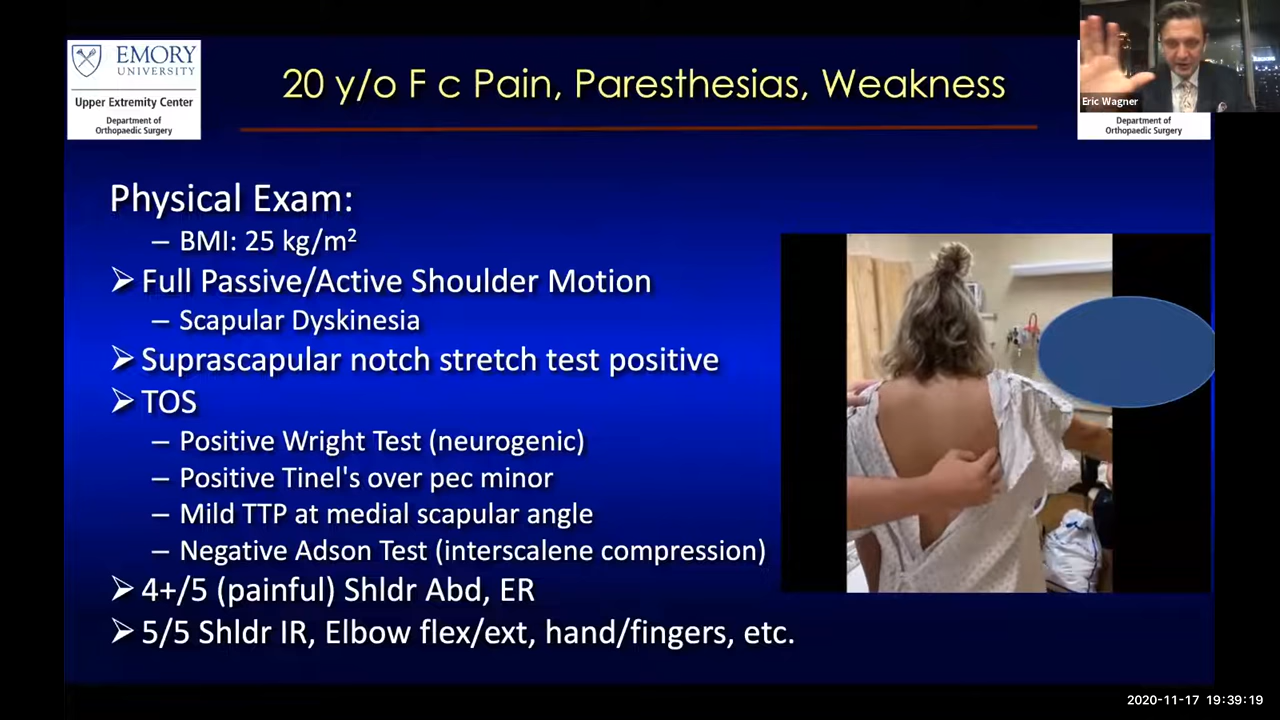 EMORY
UNIVERSITY
Upper Extremity Center
Department of
Orthopaedic Surgery
20 y/o F c Pain, Paresthesias, Weakness
Eric Wagner
Department of
Orthopaedic Surgery
Physical Exam:
– BMI: 25 kg/m²
➢ Full Passive/Active Shoulder Motion
– Scapular Dyskinesia
➢ Suprascapular notch stretch test positive
➢ TOS
– Positive Wright Test (neurogenic)
– Positive Tinel's over pec minor
– Mild TTP at medial scapular angle
– Negative Adson Test (interscalene compression)
➢ 4+/5 (painful) Shldr Abd, ER
➢ 5/5 Shldr IR, Elbow flex/ext, hand/fingers, etc.
2020-11-17 19:39:19